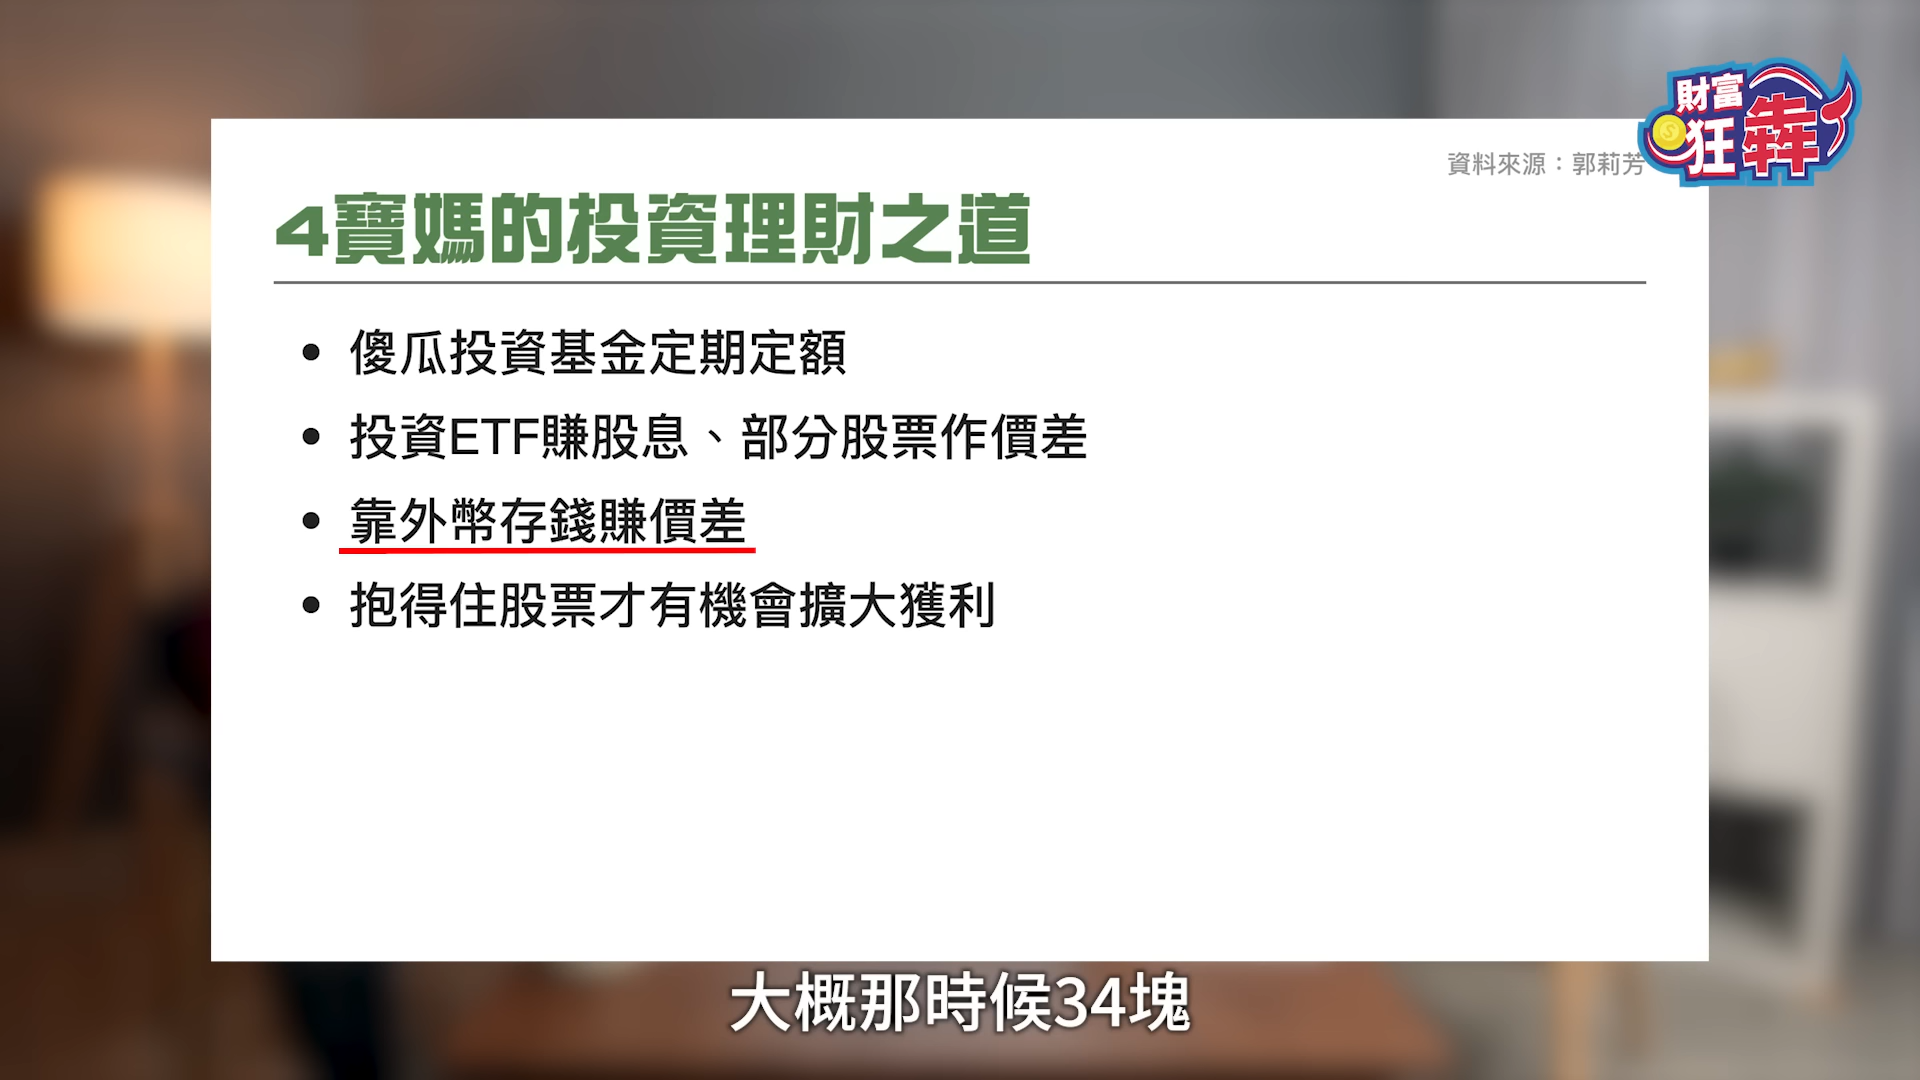 財富
狂犇
資料來源：郭莉芳
4寶媽的投資理財之道
• 傻瓜投資基金定期定額
• 投資ETF賺股息、部分股票作價差
• 靠外幣存錢賺價差
• 抱得住股票才有機會擴大獲利
大概那時候34塊